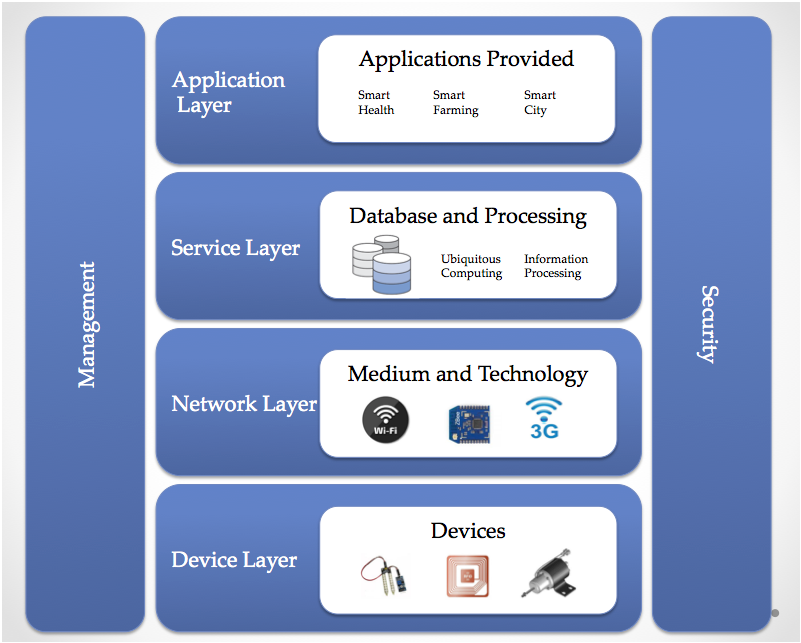 Management
Application
Layer
Applications Provided
Smart
Health
Smart
Farming
Smart
City
Service Layer
Database and Processing
Ubiquitous
Computing
Information
Processing
Network Layer
Medium and Technology
Wi-Fi
3G
Device Layer
Devices
Security